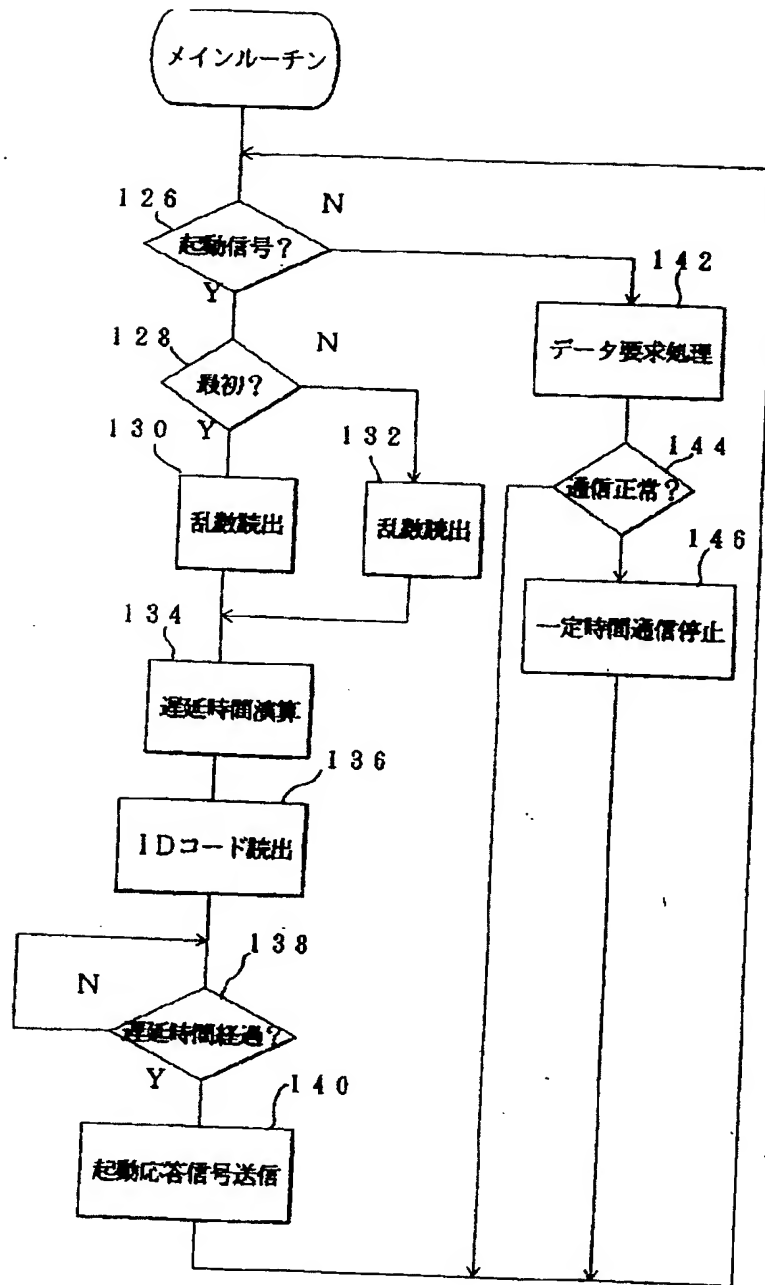 メインルーチン
126
N
起動信号?
Y
142
128
N
データ要求処理
最初?
Y
130
132
144
通信正常?
乱数読出
乱数読出
146
134
一定時間通信停止
遅延時間演算
136
IDコード読出
138
N
遅延時間経過?
Y
140
起動応答信号送信